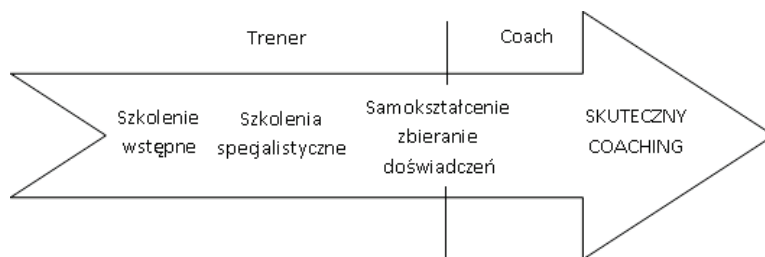 Trener
Coach
Szkolenie
wstępne
Szkolenia
specjalistyczne
Samokształcenie
zbieranie
doświadczeń
SKUTECZNY
COACHING